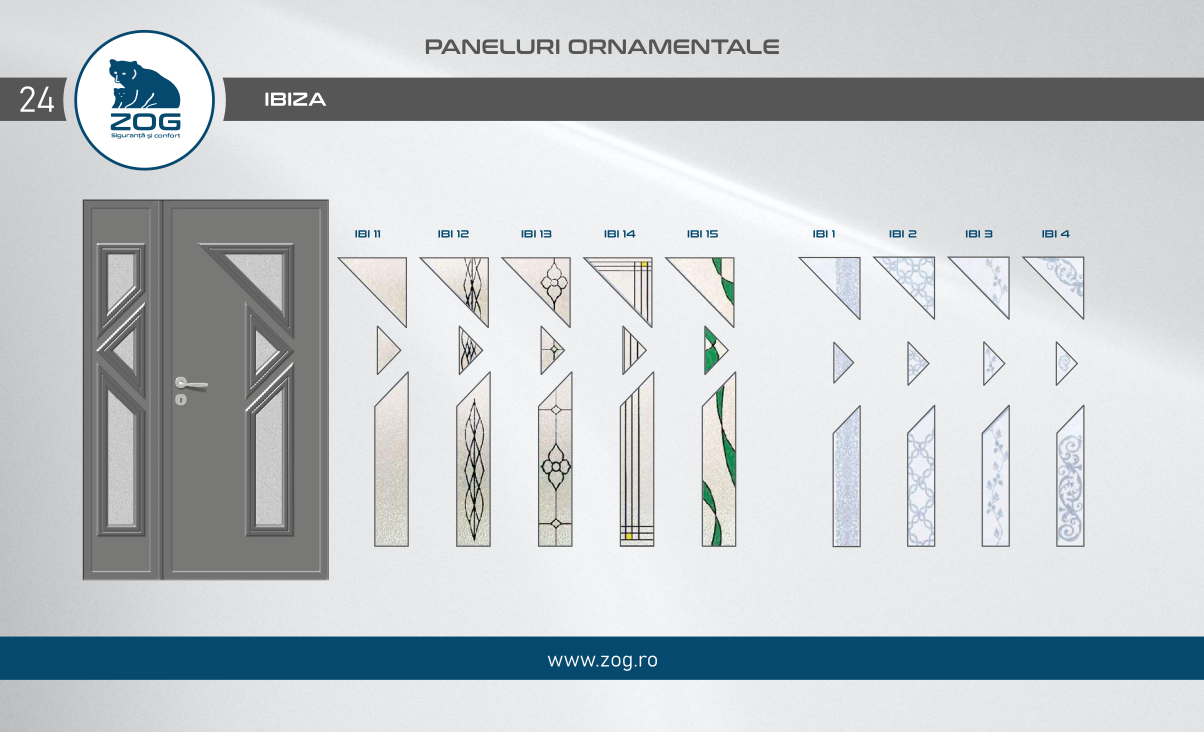 PANELURI ORNAMENTALE
24
IBIZA
ZOG
Siguranță și confort
IBI 11 IBI 12 IBI 13 IBI 14 IBI 15 IBI 1 IBI 2 IBI 3 IBI 4
www.zog.ro